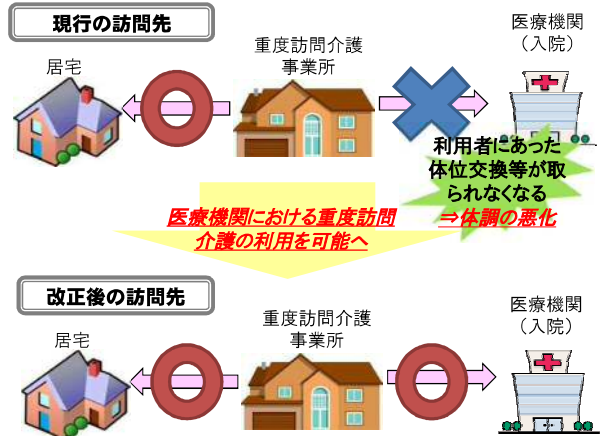 現行の訪問先
居宅
重度訪問介護
事業所
医療機関
（入院）
利用者にあった
体位交換等が取
られなくなる
⇒体調の悪化
医療機関における重度訪問
介護の利用を可能へ
改正後の訪問先
居宅
重度訪問介護
事業所
医療機関
（入院）